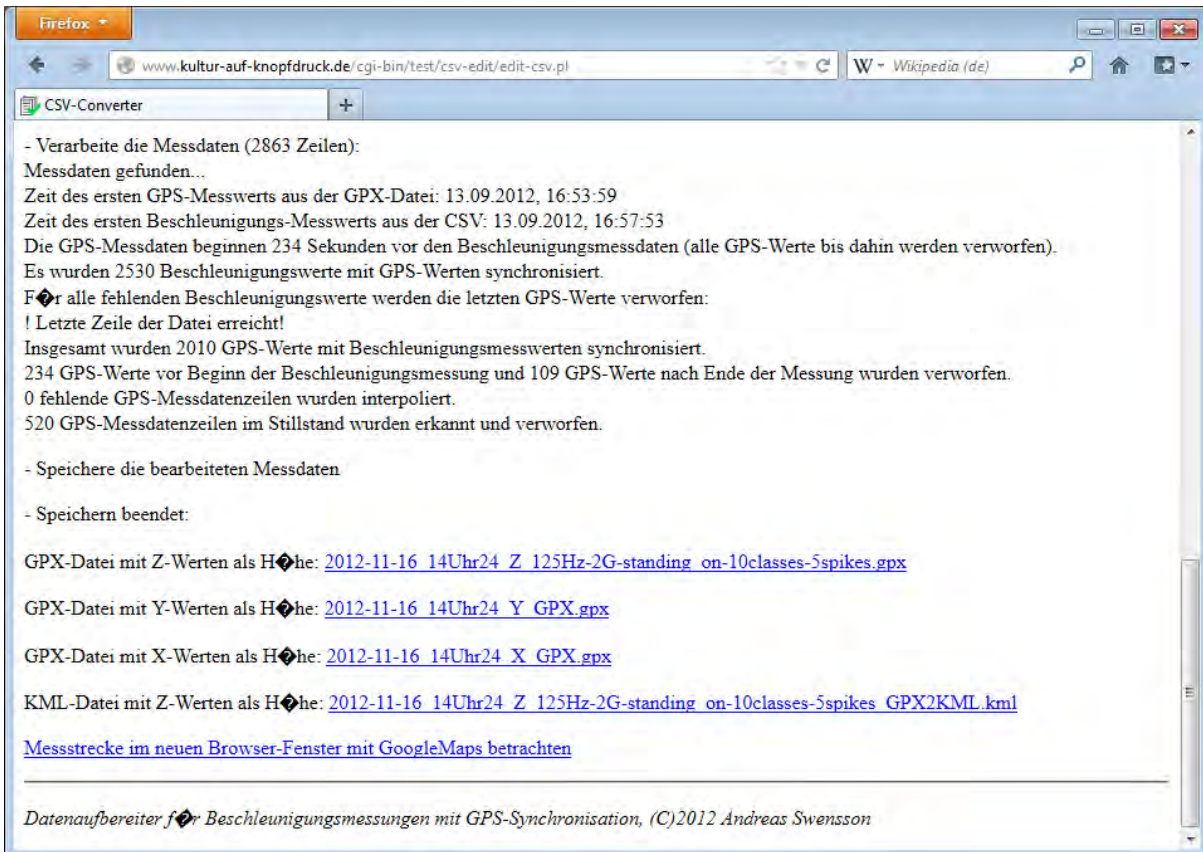 Firefox
www.kultur-auf-knopfdruck.de/cgi-bin/test/csv-edit/edit-csv.pl
W Wikipedia (de)
CSV-Converter
- Verarbeite die Messdaten (2863 Zeilen):
Messdaten gefunden...
Zeit des ersten GPS-Messwerts aus der GPX-Datei: 13.09.2012, 16:53:59
Zeit des ersten Beschleunigungs-Messwerts aus der CSV: 13.09.2012, 16:57:53
Die GPS-Messdaten beginnen 234 Sekunden vor den Beschleunigungsmessdaten (alle GPS-Werte bis dahin werden verworfen).
Es wurden 2530 Beschleunigungswerte mit GPS-Werten synchronisiert.
F�r alle fehlenden Beschleunigungswerte werden die letzten GPS-Werte verworfen:
! Letzte Zeile der Datei erreicht!
Insgesamt wurden 2010 GPS-Werte mit Beschleunigungsmesswerten synchronisiert.
234 GPS-Werte vor Beginn der Beschleunigungsmessung und 109 GPS-Werte nach Ende der Messung wurden verworfen.
0 fehlende GPS-Messdatenzeilen wurden interpoliert.
520 GPS-Messdatenzeilen im Stillstand wurden erkannt und verworfen.
- Speichere die bearbeiteten Messdaten
- Speichern beendet:
GPX-Datei mit Z-Werten als H�he: 2012-11-16_14Uhr24_Z_125Hz-2G-standing_on-10classes-5spikes.gpx
GPX-Datei mit Y-Werten als H�he: 2012-11-16_14Uhr24_Y_GPX.gpx
GPX-Datei mit X-Werten als H�he: 2012-11-16_14Uhr24_X_GPX.gpx
KML-Datei mit Z-Werten als H�he: 2012-11-16_14Uhr24_Z_125Hz-2G-standing_on-10classes-5spikes_GPX2KML.kml
Messstrecke im neuen Browser-Fenster mit GoogleMaps betrachten
Datenaufbereiter f�r Beschleunigungsmessungen mit GPS-Synchronisation, (C)2012 Andreas Swensson